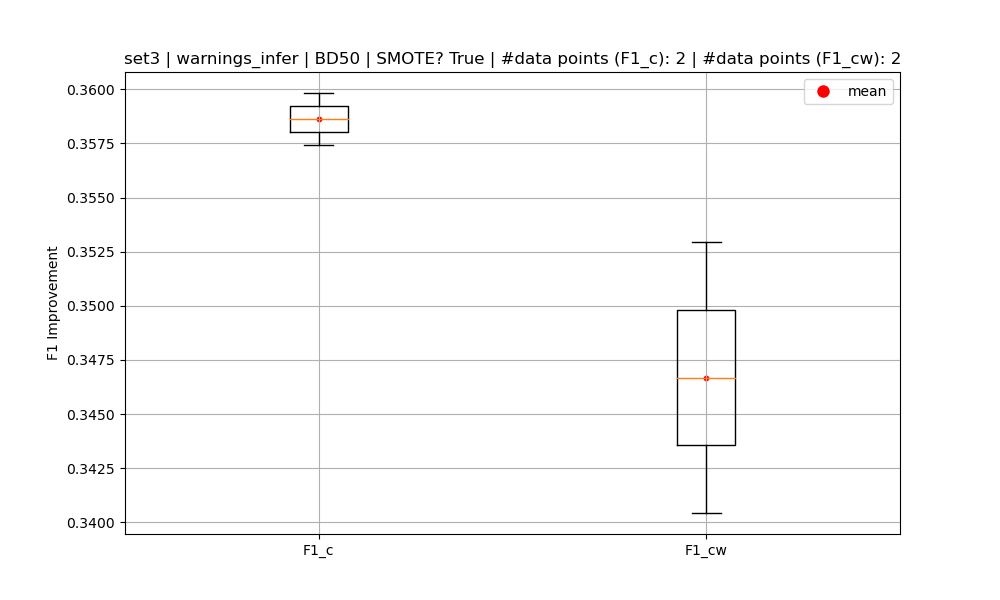 set3 | warnings_infer | BD50 | SMOTE? True | #data points (F1_c): 2 | #data points (F1_cw): 2
mean
F1 Improvement
0.3600
0.3575
0.3550
0.3525
0.3500
0.3475
0.3450
0.3425
0.3400
F1_c
F1_cw